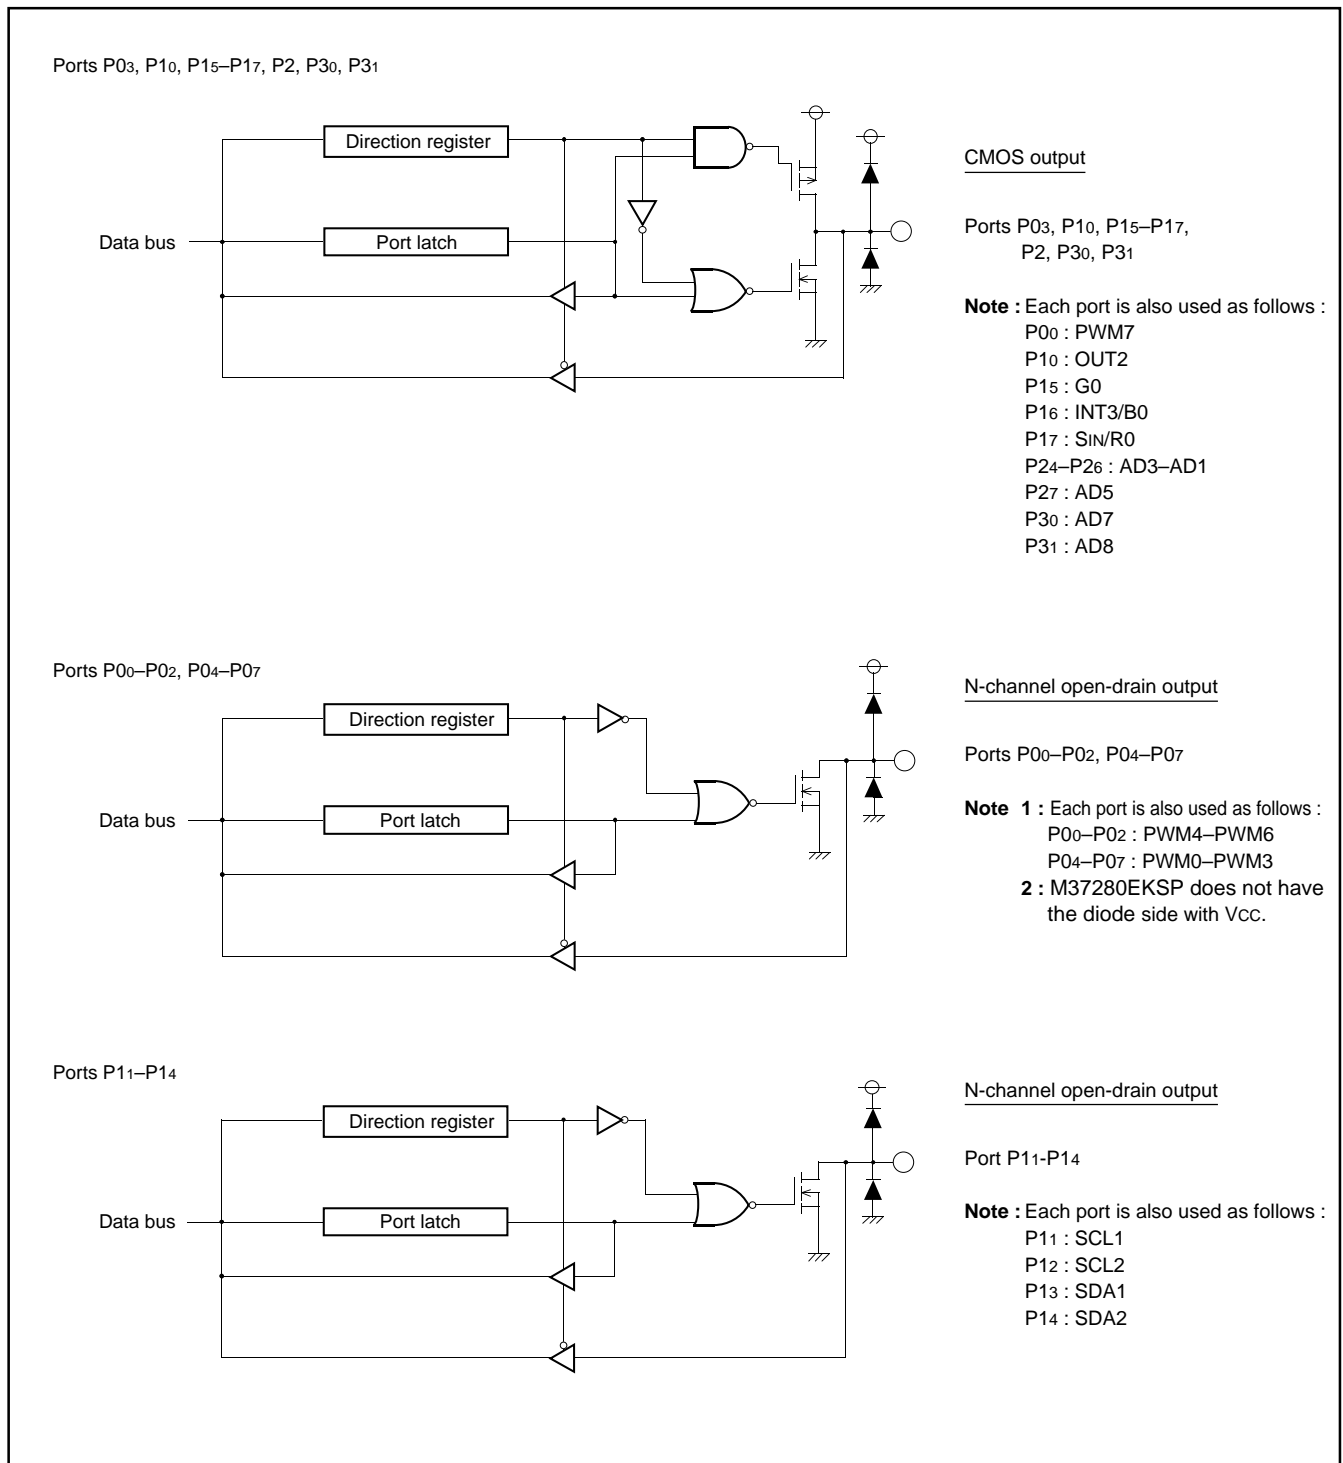 Ports P03, P10, P15–P17, P2, P30, P31
Direction register
Port latch
Data bus
CMOS output
Ports P03, P10, P15–P17,
P2, P30, P31
Note : Each port is also used as follows :
P00 : PWM7
P10 : OUT2
P15 : G0
P16 : INT3/B0
P17 : SIN/R0
P24–P26 : AD3–AD1
P27 : AD5
P30 : AD7
P31 : AD8
Ports P00–P02, P04–P07
Direction register
Port latch
Data bus
N-channel open-drain output
Ports P00–P02, P04–P07
Note 1 : Each port is also used as follows :
P00–P02 : PWM4–PWM6
P04–P07 : PWM0–PWM3
2 : M37280EKSP does not have
the diode side with VCC.
Ports P11–P14
Direction register
Port latch
Data bus
N-channel open-drain output
Port P11-P14
Note : Each port is also used as follows :
P11 : SCL1
P12 : SCL2
P13 : SDA1
P14 : SDA2